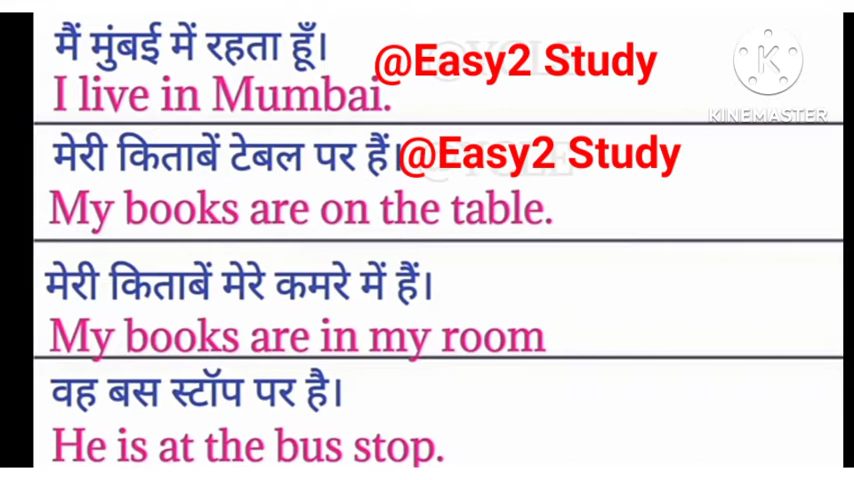 मैं मुंबई में रहता हूँ।
@Easy2 Study
I live in Mumbai.
KINEMASTER
मेरी किताबें टेबल पर हैं।
@Easy2 Study
My books are on the table.
मेरी किताबें मेरे कमरे में हैं।
My books are in my room
वह बस स्टॉप पर है।
He is at the bus stop.